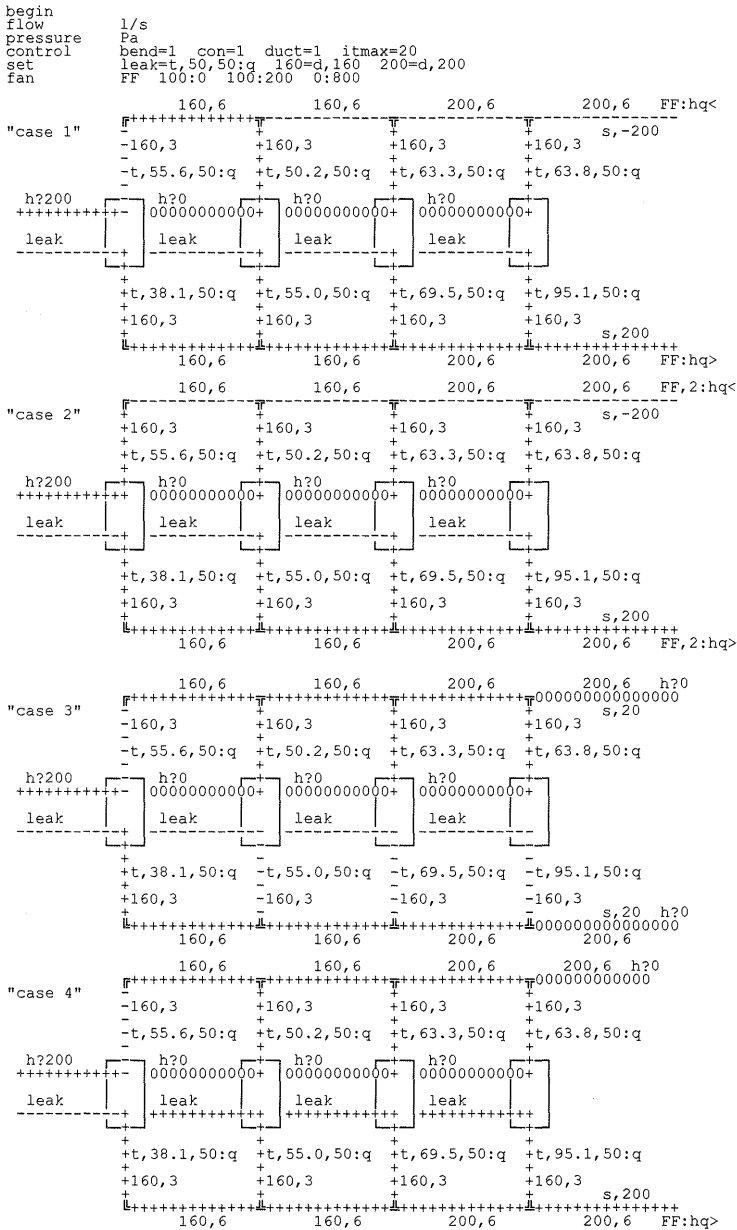 begin
flow l/s
pressure Pa
control bend=1 con=1 duct=1 itmax=20
set leak=t,50,50:q 160=d,160 200=d,200
fan FF 100:0 100:200 0:800
160,6 160,6 200,6 200,6 FF:hq<
╔+++++++++++++╦-------------╦-------------╦---------------
"case 1" - + + + s,-200
-160,3 +160,3 +160,3 +160,3
- + + +
-t,55.6,50:q +t,50.2,50:q +t,63.3,50:q +t,63.8,50:q
- + + +
h?200 h?0 h?0 h?0
+++++++++++- 00000000000+ 00000000000+ 00000000000+
leak leak leak leak
-----------+ -----------+ -----------+ -----------+
+ + + +
+t,38.1,50:q +t,55.0,50:q +t,69.5,50:q +t,95.1,50:q
+ + + +
+160,3 +160,3 +160,3 +160,3
+ + + + s,200
╚+++++++++++++╩+++++++++++++╩+++++++++++++╩+++++++++++++++
160,6 160,6 200,6 200,6 FF:hq>
160,6 160,6 200,6 200,6 FF,2:hq<
╔-------------╦-------------╦-------------╦---------------
"case 2" + + + + s,-200
+160,3 +160,3 +160,3 +160,3
+ + + +
+t,55.6,50:q +t,50.2,50:q +t,63.3,50:q +t,63.8,50:q
+ + + +
h?200 h?0 h?0 h?0
++++++++++++ 00000000000+ 00000000000+ 00000000000+
leak leak leak leak
-----------+ -----------+ -----------+ -----------+
+ + + +
+t,38.1,50:q +t,55.0,50:q +t,69.5,50:q +t,95.1,50:q
+ + + +
+160,3 +160,3 +160,3 +160,3
+ + + + s,200
╚+++++++++++++╩+++++++++++++╩+++++++++++++╩+++++++++++++++
160,6 160,6 200,6 200,6 FF,2:hq>
160,6 160,6 200,6 200,6 h?0
╔+++++++++++++╦+++++++++++++╦+++++++++++++╦000000000000000
"case 3" - + + + s,20
-160,3 +160,3 +160,3 +160,3
- + + +
-t,55.6,50:q +t,50.2,50:q +t,63.3,50:q +t,63.8,50:q
- + + +
h?200 h?0 h?0 h?0
+++++++++++- 00000000000+ 00000000000+ 00000000000+
leak leak leak leak
-----------+ ------------ ------------ ------------
+ - - -
+t,38.1,50:q -t,55.0,50:q -t,69.5,50:q -t,95.1,50:q
+ - - -
+160,3 -160,3 -160,3 -160,3
+ - - - s,20 h?0
╚+++++++++++++╩+++++++++++++╩+++++++++++++╩000000000000000
160,6 160,6 200,6 200,6
160,6 160,6 200,6 200,6 h?0
╔+++++++++++++╦+++++++++++++╦+++++++++++++╦000000000000
"case 4" - + + +
-160,3 +160,3 +160,3 +160,3
- + + +
-t,55.6,50:q +t,50.2,50:q +t,63.3,50:q +t,63.8,50:q
- + + +
h?200 h?0 h?0 h?0
+++++++++++- 00000000000+ 00000000000+ 00000000000+
leak leak leak leak
-----------+ ++++++++++++ ++++++++++++ ++++++++++++
+ + + +
+t,38.1,50:q +t,55.0,50:q +t,69.5,50:q +t,95.1,50:q
+ + + +
+160,3 +160,3 +160,3 +160,3
+ + + + s,200
╚+++++++++++++╩+++++++++++++╩+++++++++++++╩+++++++++++++++
160,6 160,6 200,6 200,6 FF:hq>